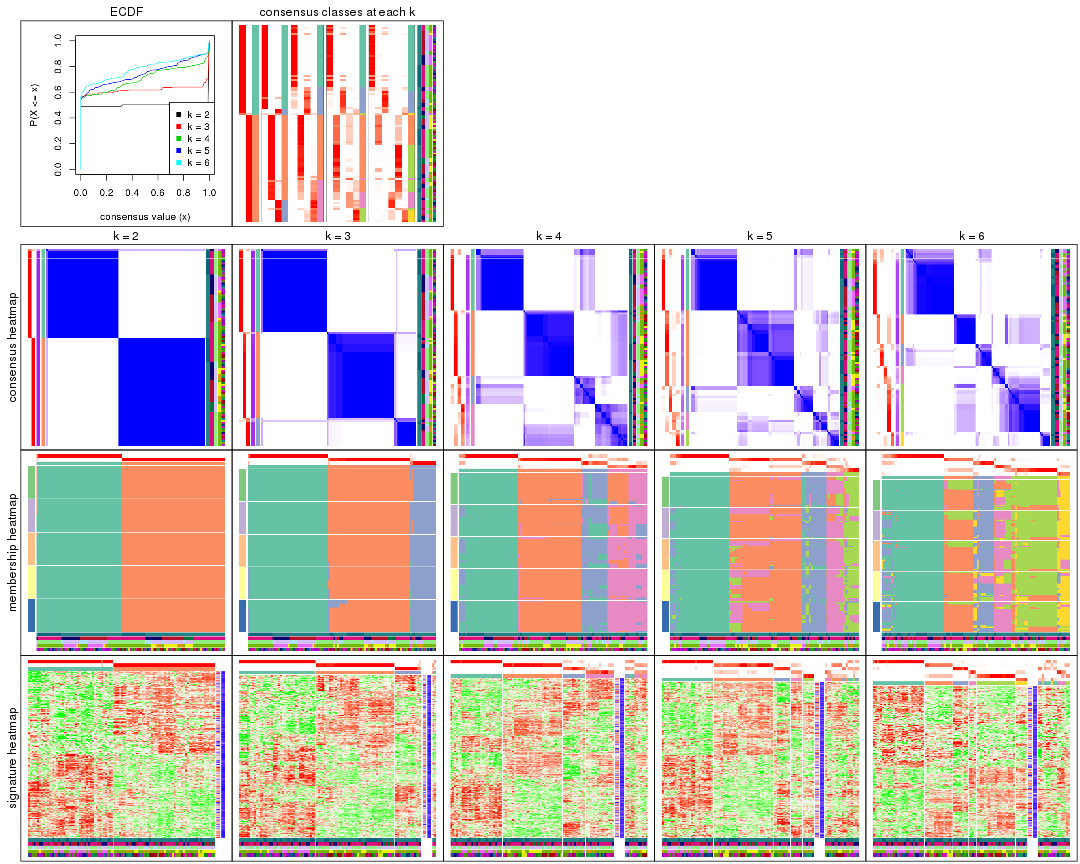 ECDF
consensus classes at each k
P(X <= x)
0.0 0.2 0.4 0.6 0.8 1.0
k = 2
k = 3
k = 4
k = 5
k = 6
0.0 0.2 0.4 0.6 0.8 1.0
consensus value (x)
k = 2
k = 3
k = 4
k = 5
k = 6
consensus heatmap
membership heatmap
signature heatmap